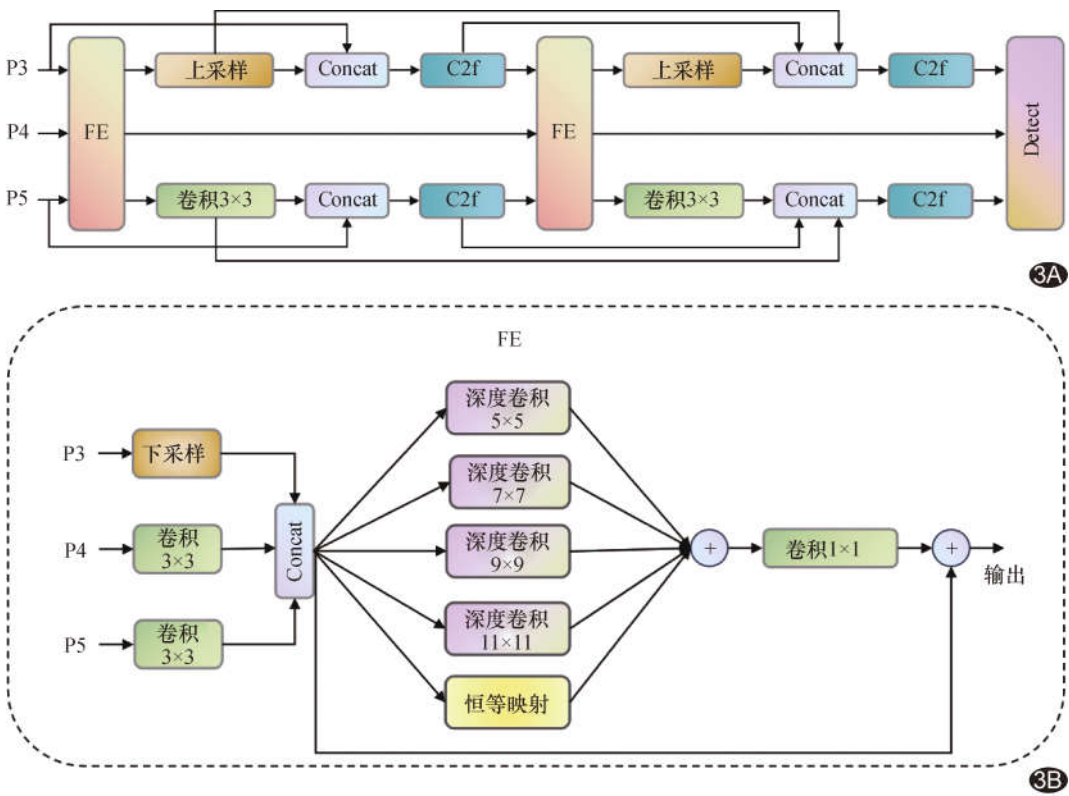 P3
FE
上采样
Concat
C2f
FE
上采样
Concat
C2f
Detect
P4
P5
卷积3×3
Concat
C2f
卷积3×3
Concat
C2f
3A
FE
P3
下采样
P4
卷积
3×3
P5
卷积
3×3
Concat
深度卷积
5×5
深度卷积
7×7
深度卷积
9×9
深度卷积
11×11
恒等映射
+
卷积1×1
+
输出
3B